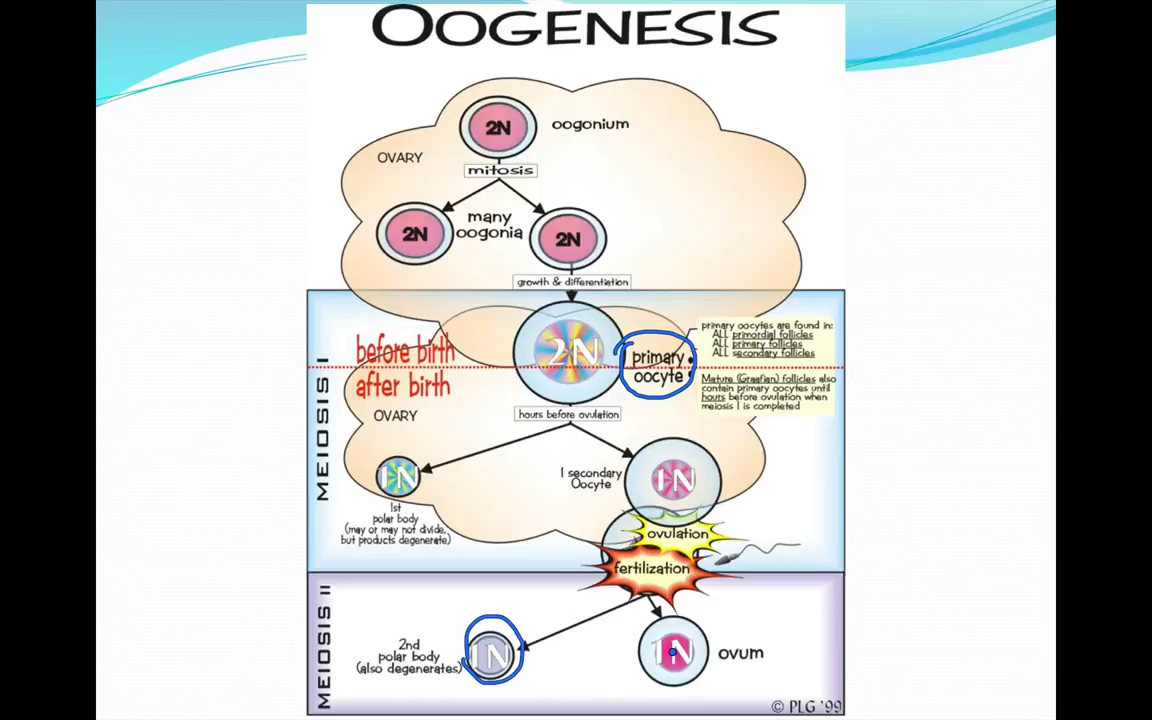 OOGENESIS
2N
oogonium
OVARY
mitosis
2N
many
oogonia
2N
growth & differentiation
MEIOSIS I
before birth
after birth
2N
1 primary
oocyte
primary oocytes are found in:
ALL primordial follicles
ALL primary follicles
ALL secondary follicles
Mature (Graafian) follicles also
contain primary oocytes until
hours before ovulation when
meiosis I is completed
OVARY
hours before ovulation
1N
1st
polar body
(may or may not divide,
but products degenerate)
1 secondary
Oocyte
1N
ovulation
fertilization
MEIOSIS II
2nd
polar body
(also degenerates)
1N
1N
ovum
© PLG '99